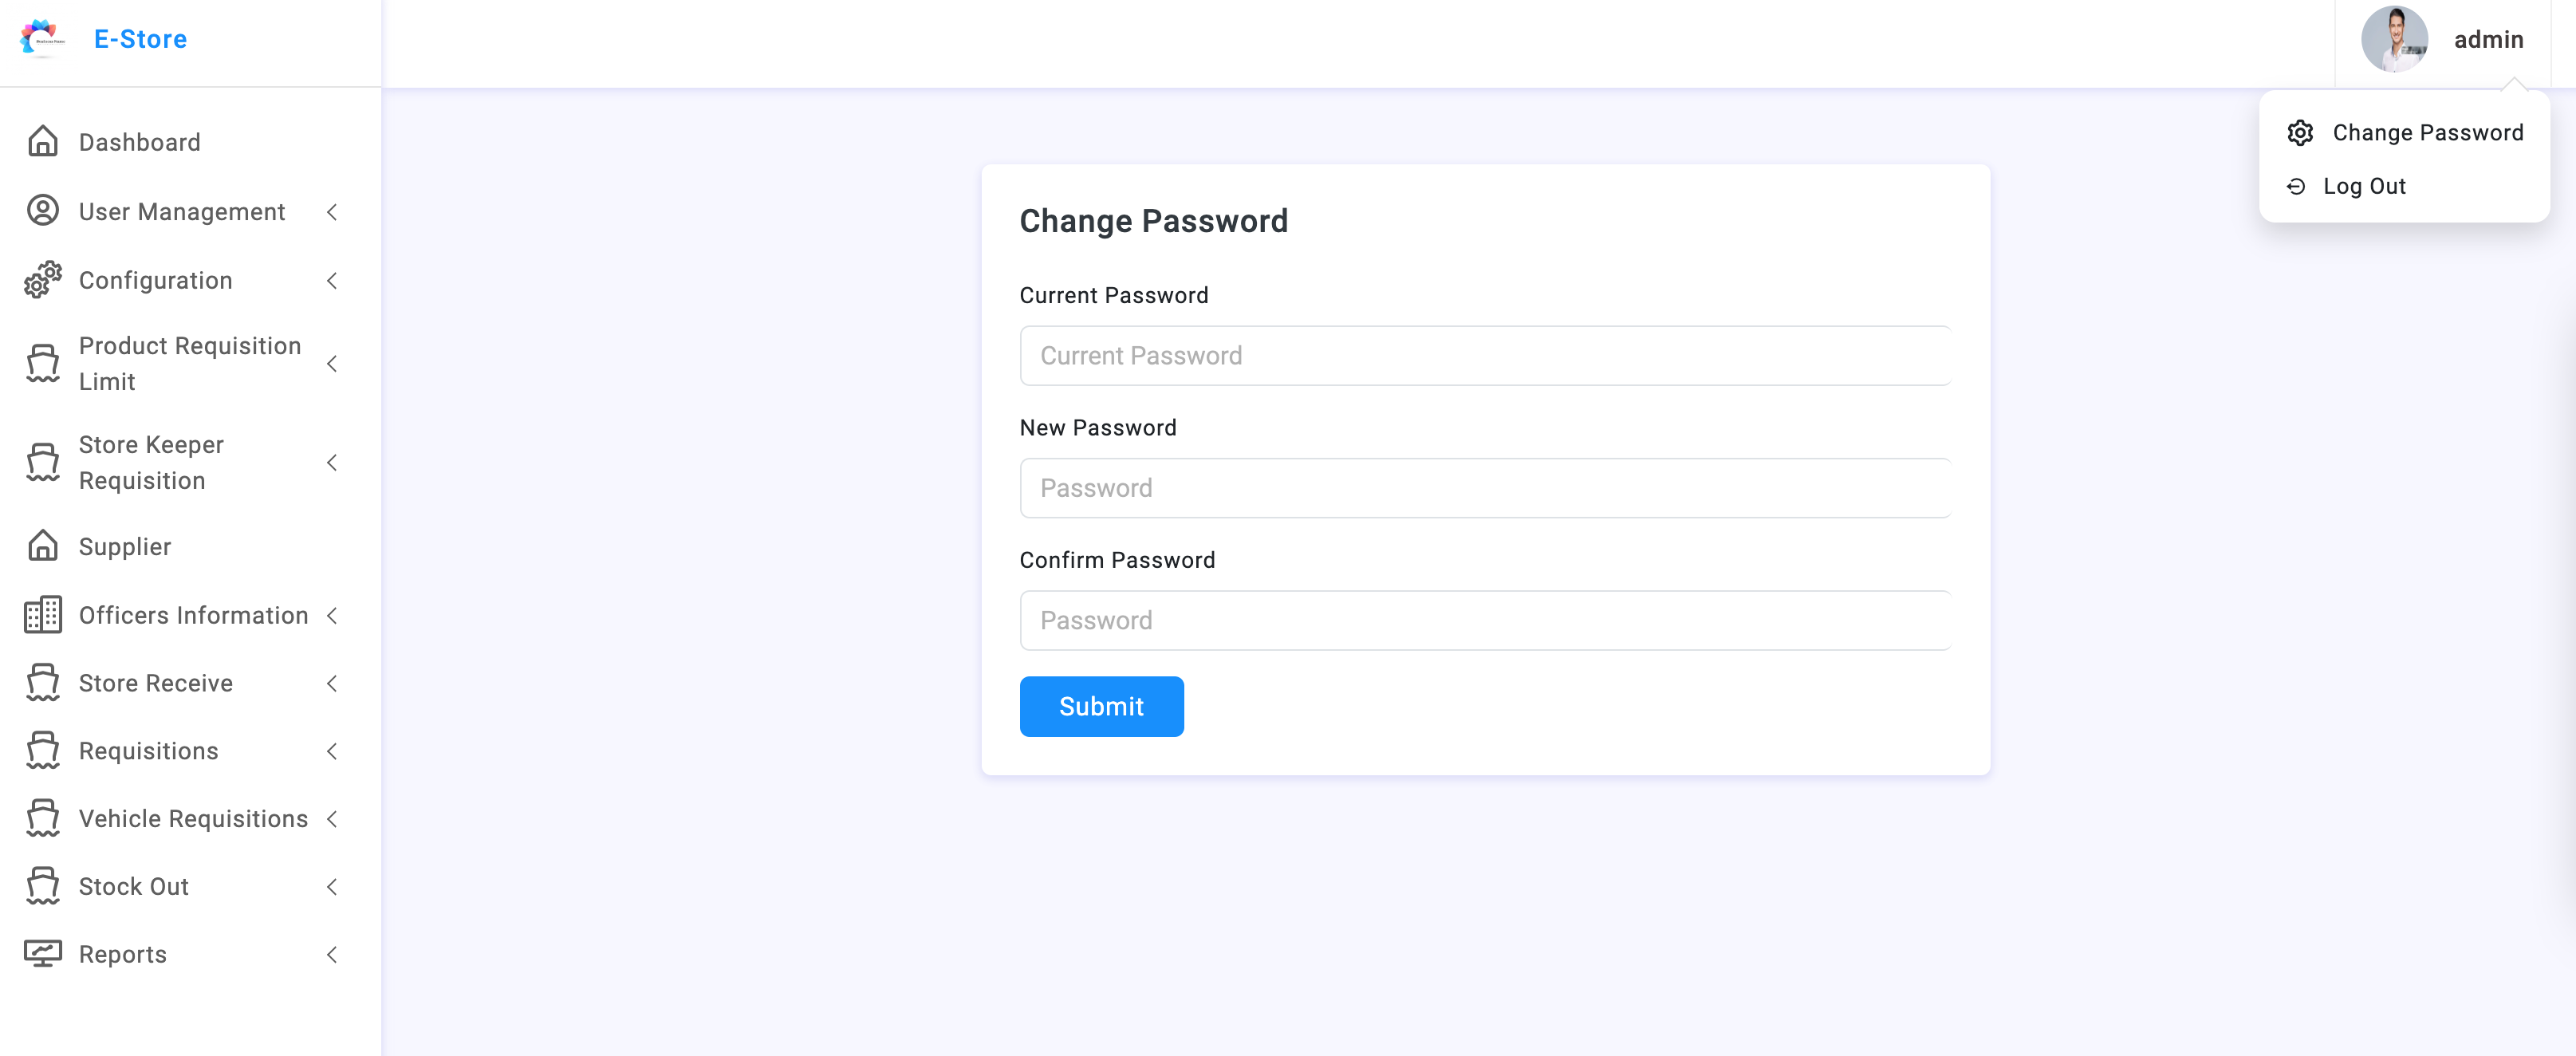 E-Store
admin
Change Password
Log Out
Dashboard
User Management
Configuration
Product Requisition
Limit
Store Keeper
Requisition
Supplier
Officers Information
Store Receive
Requisitions
Vehicle Requisitions
Stock Out
Reports
Change Password
Current Password
Current Password
New Password
Password
Confirm Password
Password
Submit